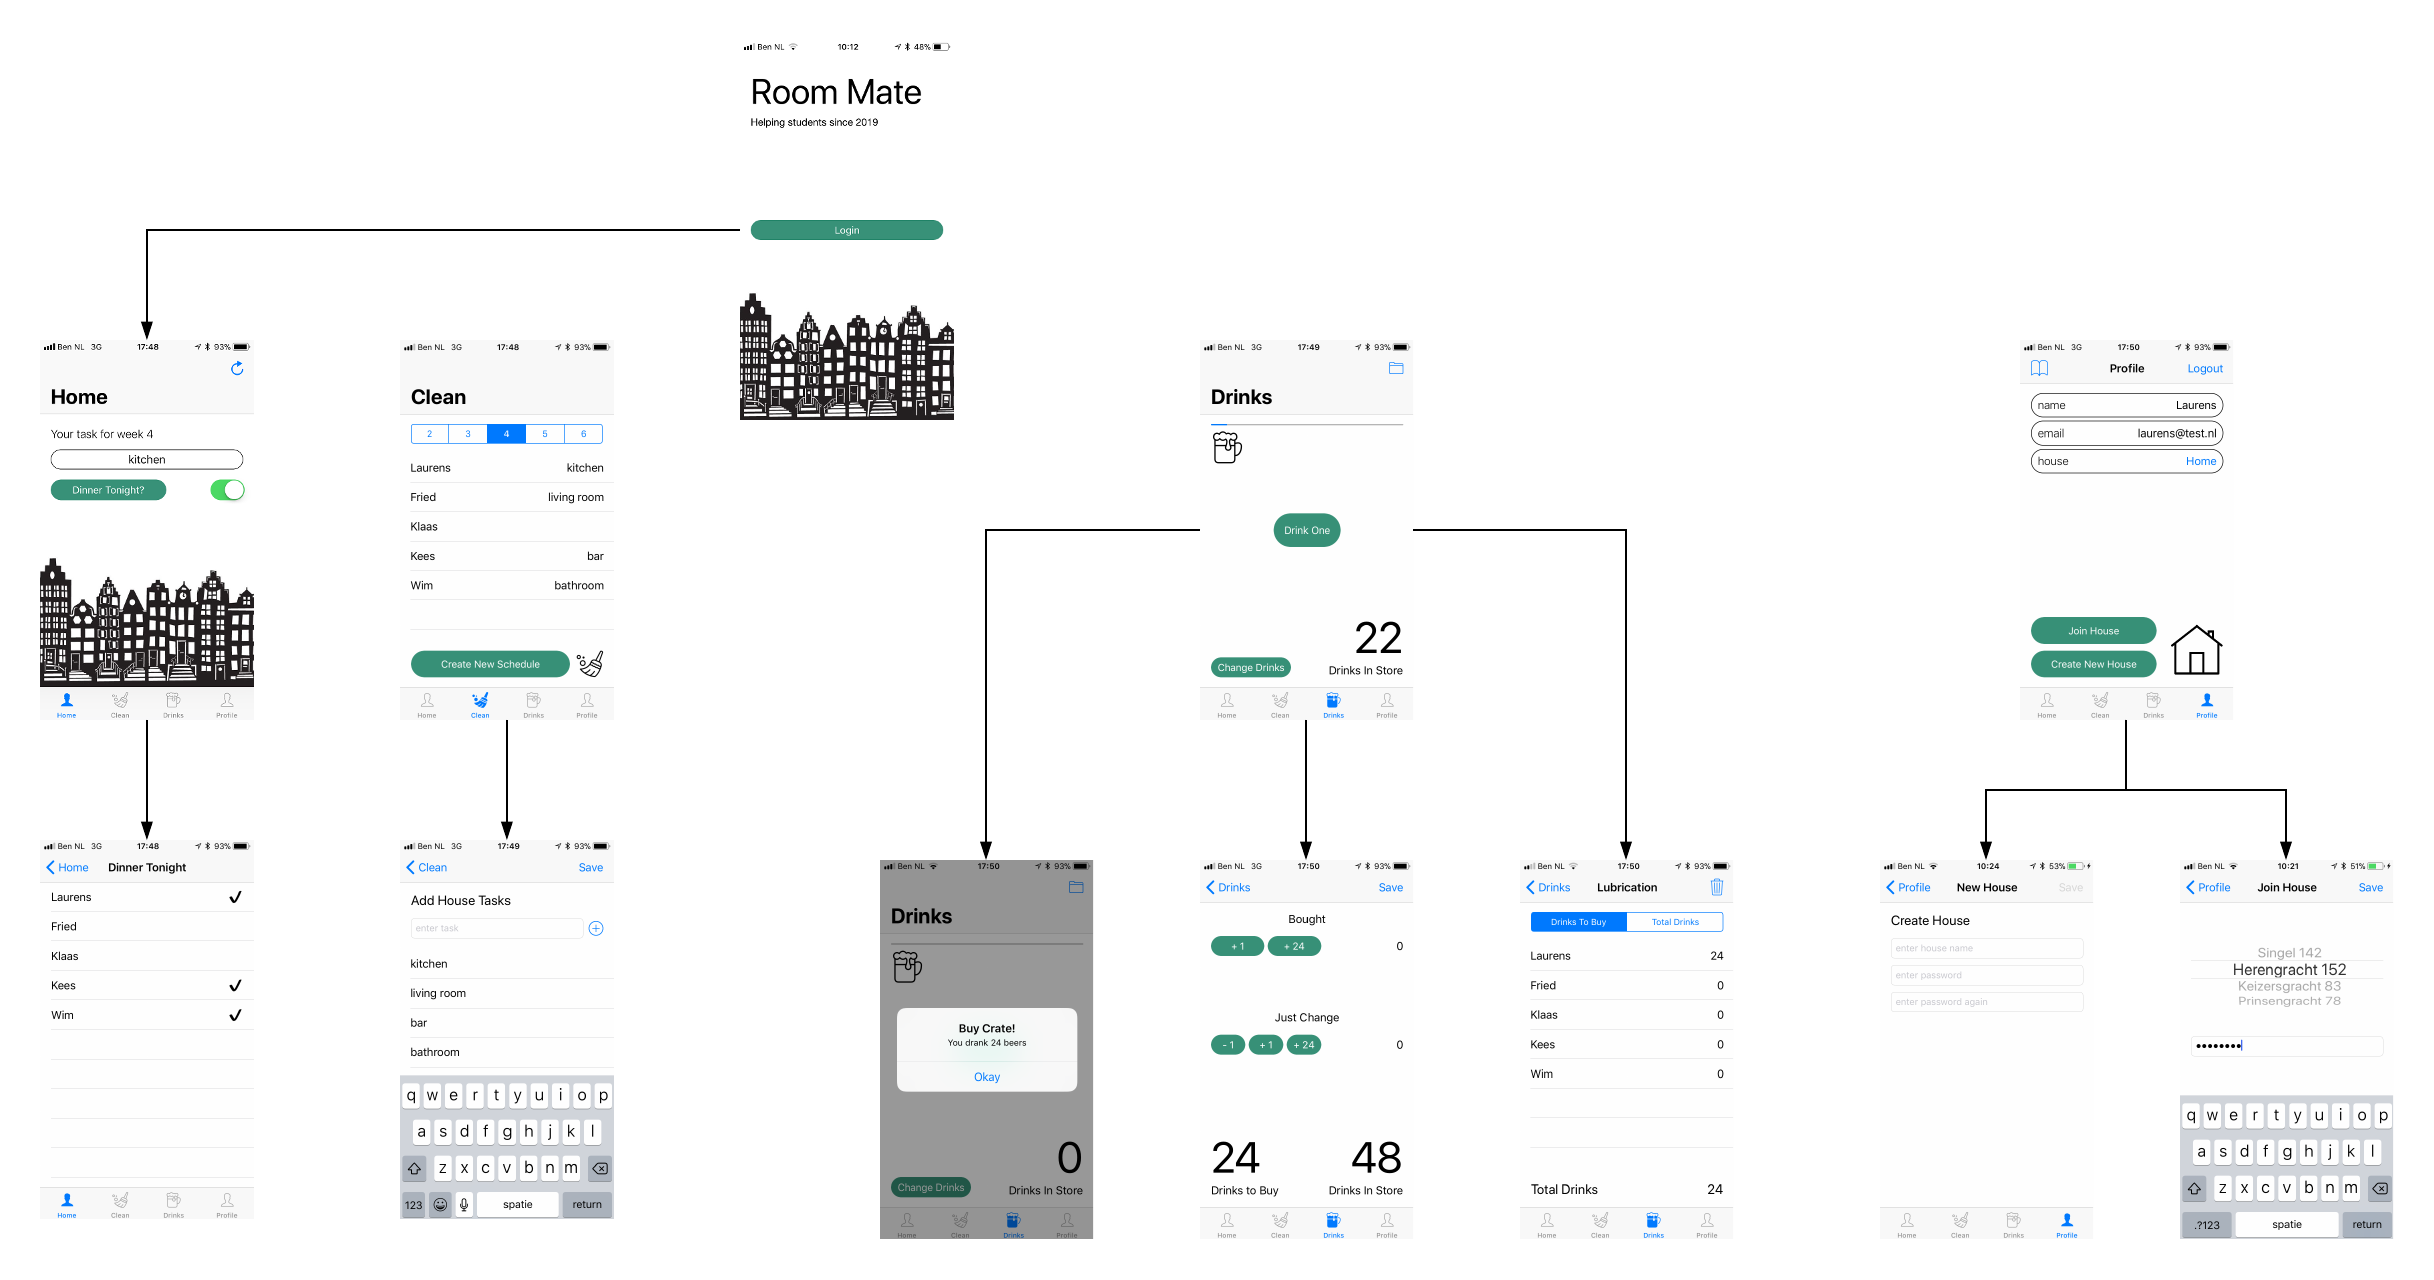 Ben NL 10:12 48%
Room Mate
Helping students since 2019
Login
Ben NL 3G 17:48 93%
Home
Your task for week 4
kitchen
Dinner Tonight?
Home Clean Drinks Profile
Ben NL 3G 17:48 93%
Clean
2 3 4 5 6
Laurens kitchen
Fried living room
Klaas
Kees bar
Wim bathroom
Create New Schedule
Home Clean Drinks Profile
Ben NL 3G 17:49 93%
Drinks
Drink One
22
Change Drinks Drinks In Store
Home Clean Drinks Profile
Ben NL 3G 17:50 93%
Profile Logout
name Laurens
email laurens@test.nl
house Home
Join House
Create New House
Home Clean Drinks Profile
Ben NL 3G 17:48 93%
Home Dinner Tonight
Laurens
Fried
Klaas
Kees
Wim
Home Clean Drinks Profile
Ben NL 3G 17:49 93%
Clean Save
Add House Tasks
enter task
kitchen
living room
bar
bathroom
q w e r t y u i o p
a s d f g h j k l
z x c v b n m
123 spatie return
Ben NL 17:50 93%
Drinks
Buy Crate!
You drank 24 beers
Okay
0
Change Drinks Drinks In Store
Home Clean Drinks Profile
Ben NL 3G 17:50 93%
Drinks Save
Bought
+ 1 + 24 0
Just Change
- 1 + 1 + 24 0
24 48
Drinks to Buy Drinks In Store
Home Clean Drinks Profile
Ben NL 17:50 93%
Drinks Lubrication
Drinks To Buy Total Drinks
Laurens 24
Fried 0
Klaas 0
Kees 0
Wim 0
Total Drinks 24
Home Clean Drinks Profile
Ben NL 10:24 53%
Profile New House Save
Create House
enter house name
enter password
enter password again
Home Clean Drinks Profile
Ben NL 10:21 51%
Profile Join House Save
Singel 142
Herengracht 152
Keizersgracht 83
Prinsengracht 78
••••••••
q w e r t y u i o p
a s d f g h j k l
z x c v b n m
.?123 spatie return